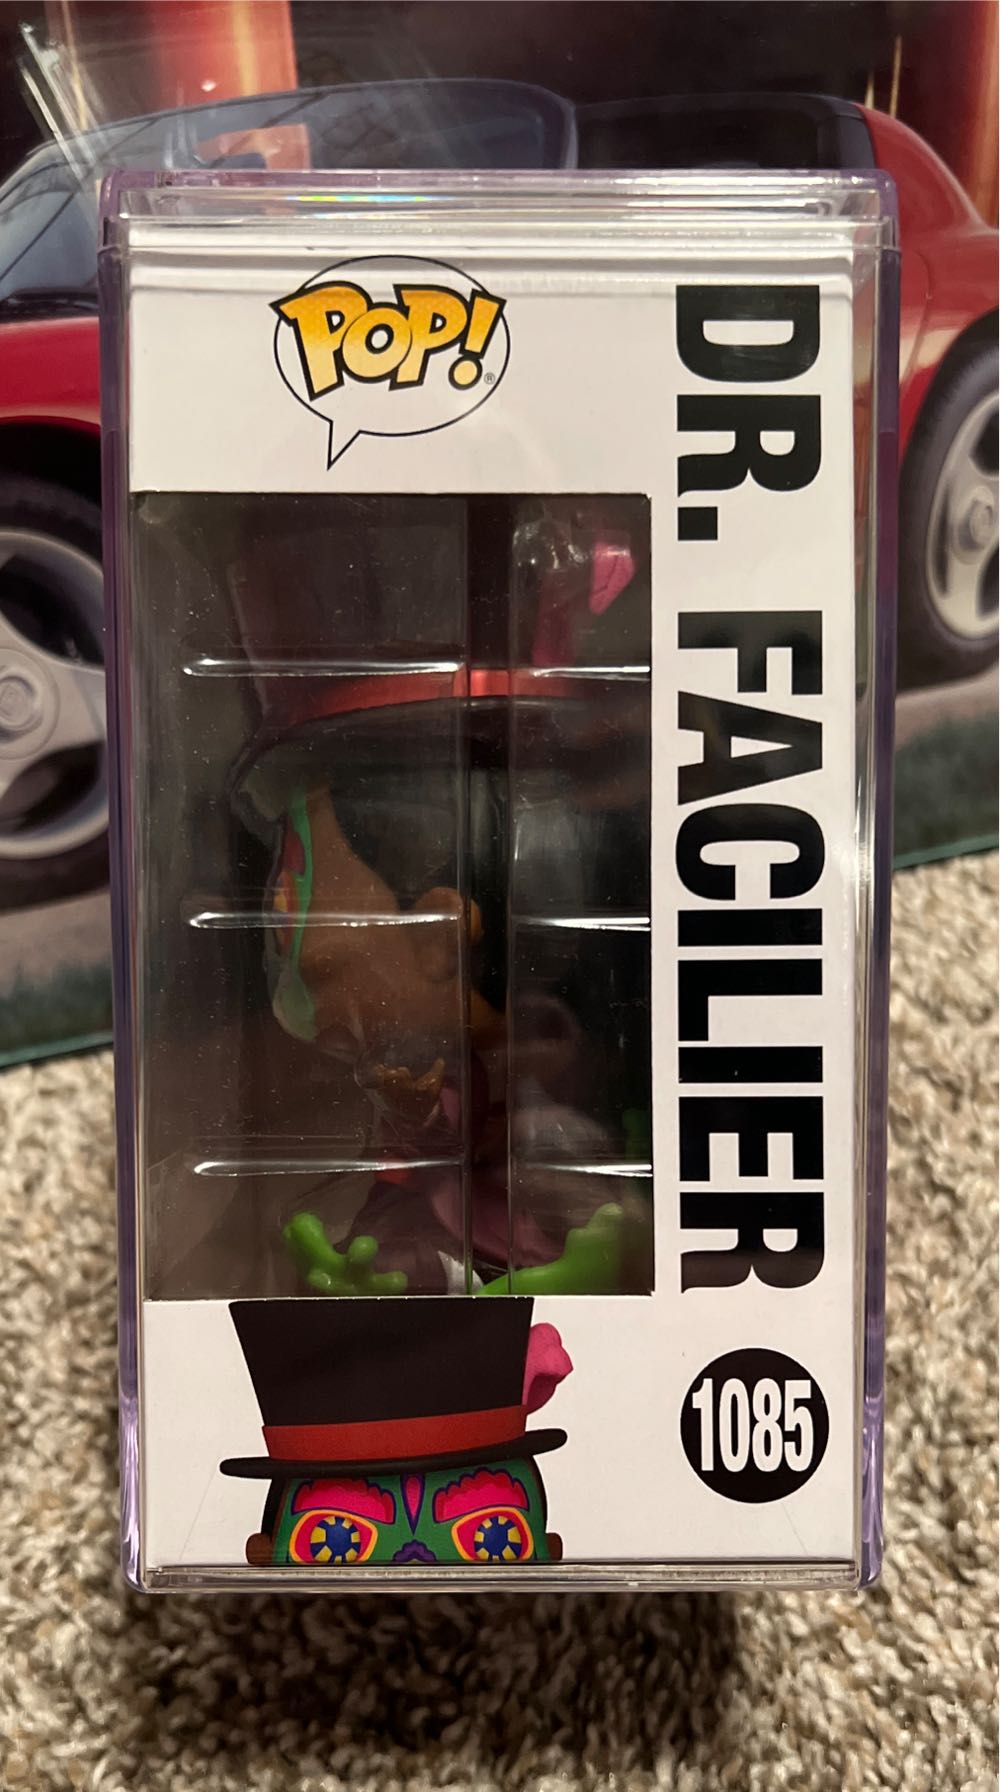 POP!
®
DR. FACILIER
1085